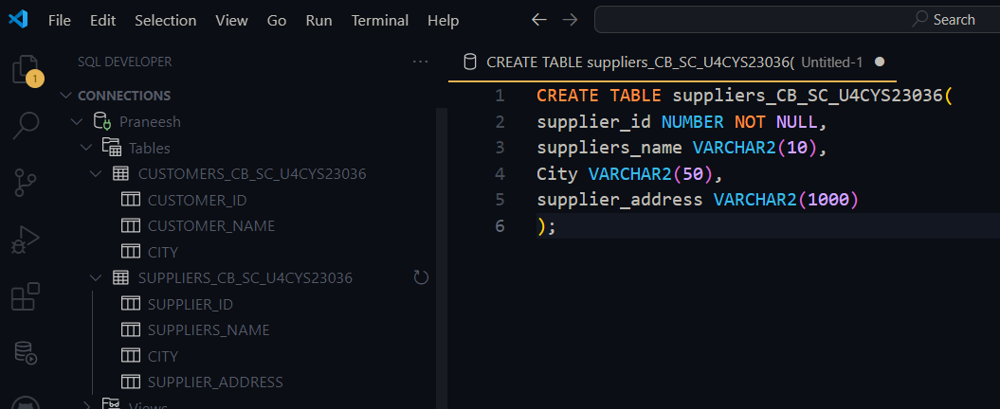 File Edit Selection View Go Run Terminal Help
Search
1
SQL DEVELOPER ...
CONNECTIONS
Praneesh
Tables
CUSTOMERS_CB_SC_U4CYS23036
CUSTOMER_ID
CUSTOMER_NAME
CITY
SUPPLIERS_CB_SC_U4CYS23036
SUPPLIER_ID
SUPPLIERS_NAME
CITY
SUPPLIER_ADDRESS
Views
CREATE TABLE suppliers_CB_SC_U4CYS23036( Untitled-1
1 CREATE TABLE suppliers_CB_SC_U4CYS23036(
2 supplier_id NUMBER NOT NULL,
3 suppliers_name VARCHAR2(10),
4 City VARCHAR2(50),
5 supplier_address VARCHAR2(1000)
6 );